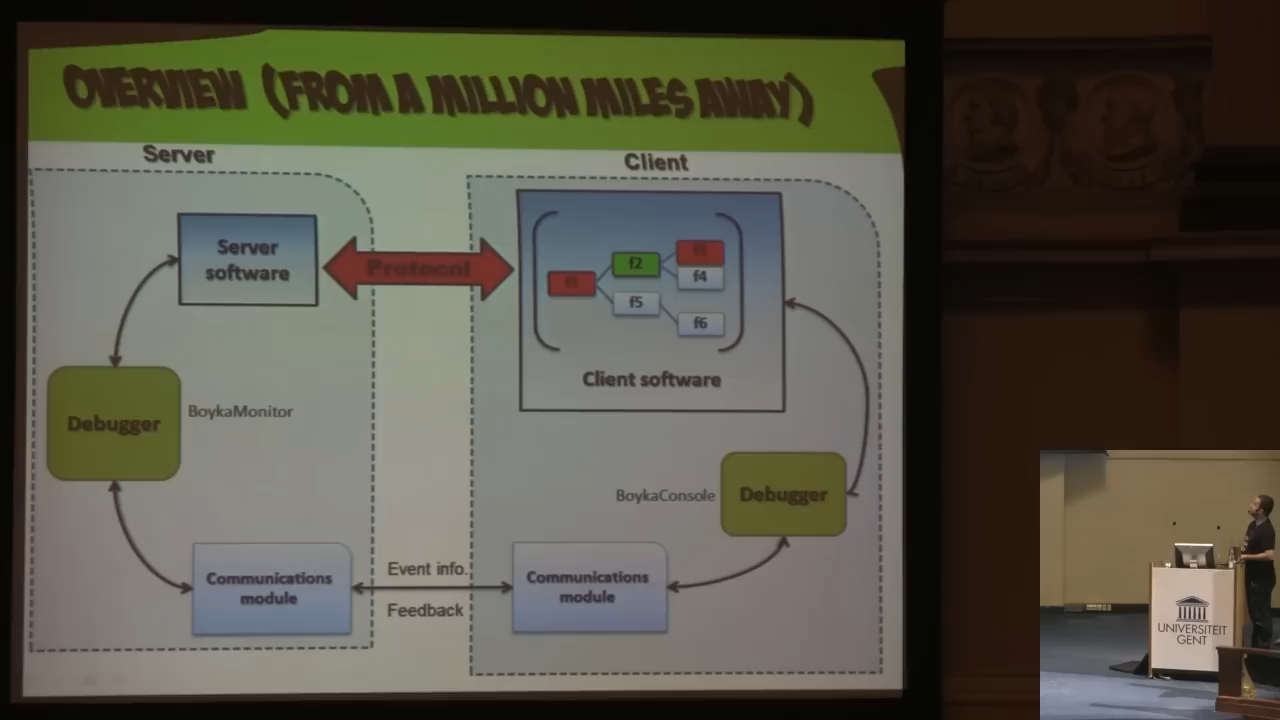 OVERVIEW (FROM A MILLION MILES AWAY)
Server
Client
Server
software
Protocol
f2
f4
f5
f6
Client software
Debugger
BoykaMonitor
BoykaConsole
Debugger
Communications
module
Event info.
Feedback
Communications
module
UNIVERSITEIT
GENT